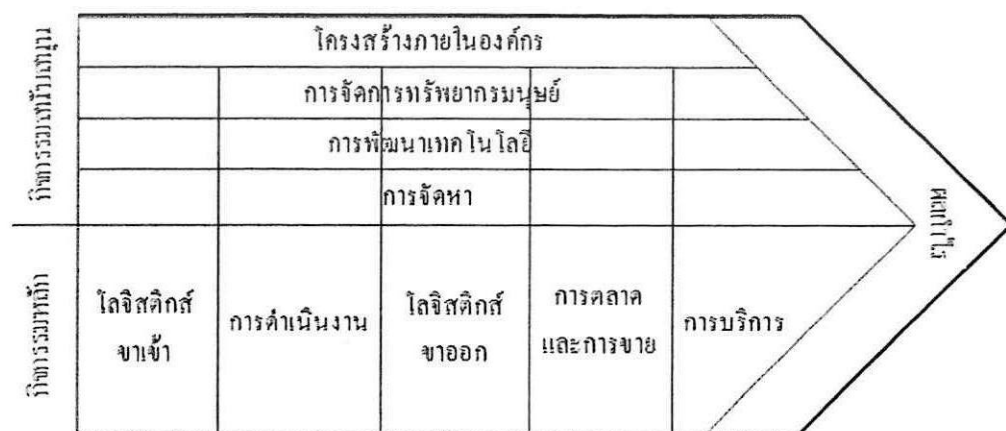 กิจกรรมสนับสนุน
โครงสร้างภายในองค์กร
การจัดการทรัพยากรมนุษย์
การพัฒนาเทคโนโลยี
การจัดหา
ผลกำไร
กิจกรรมหลัก
โลจิสติกส์
ขาเข้า
การดำเนินงาน
โลจิสติกส์
ขาออก
การตลาด
และการขาย
การบริการ